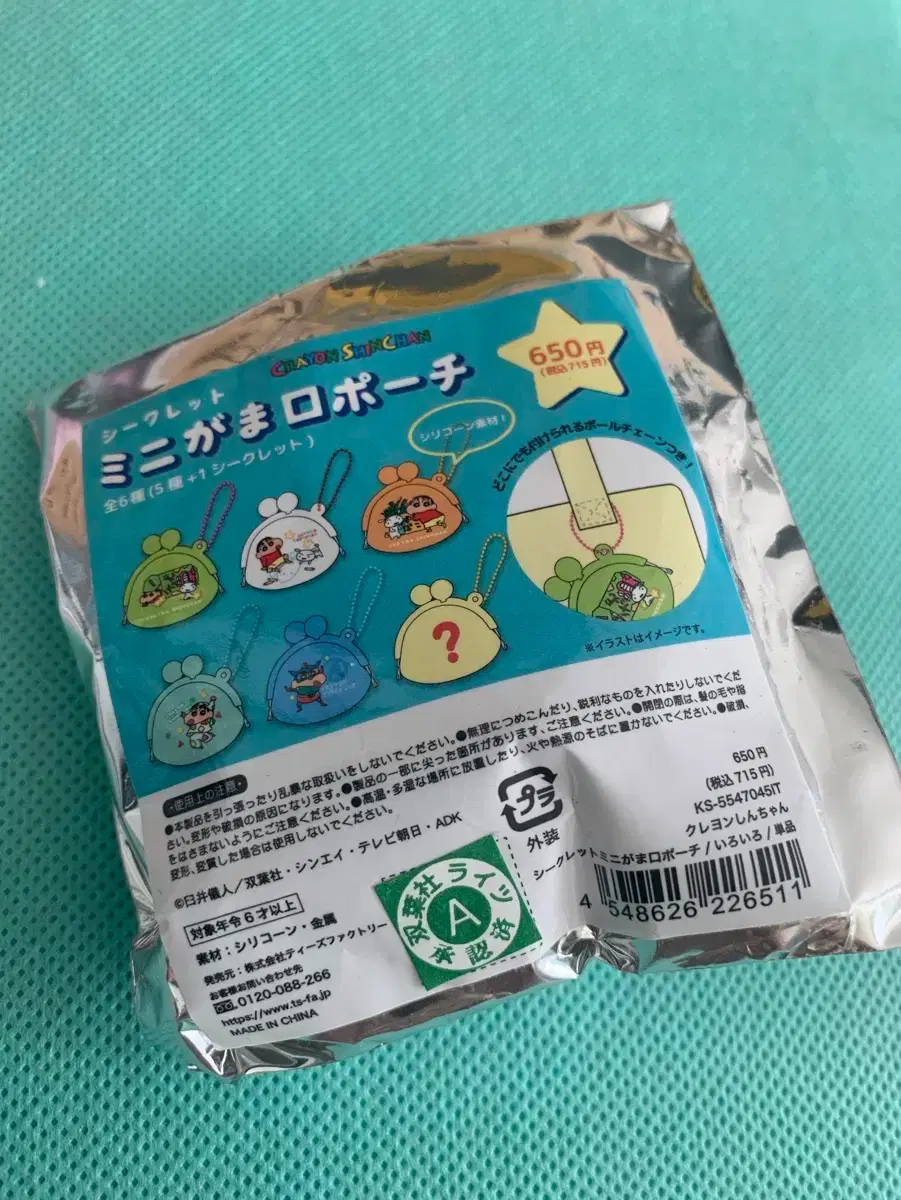 CRAYON SHINCHAN
シークレット
ミニがま口ポーチ
全6種(5種+1シークレット)
650円
(税込715円)
シリコーン素材!
どこにでも付けられるボールチェーンつき!
?
※イラストはイメージです。
使用上の注意
●本製品を引っ張ったり乱暴な取扱いをしないでください。●無理につめこんだり、鋭利なものを入れたりしないでくだ
さい。変形や破損の原因になります。●製品の一部に尖った箇所があります、ご注意ください。●開閉の際は、髪の毛や指
をはさまないようにご注意ください。●高温・多湿な場所に放置したり、火や熱源のそばに置かないでください。●破損、
変形、変質した場合は使用しないでください。
©臼井儀人/双葉社・シンエイ・テレビ朝日・ADK
対象年令6才以上
素材:シリコーン・金属
発売元:株式会社ティーズファクトリー
お客様お問い合わせ先
0120-088-266
https://www.ts-fa.jp/
MADE IN CHINA
プラ
外装
双葉社ライツ
A
承認済
650円
(税込715円)
KS-5547045IT
クレヨンしんちゃん
シークレットミニがま口ポーチ/いろいろ/単品
4 548626 226511